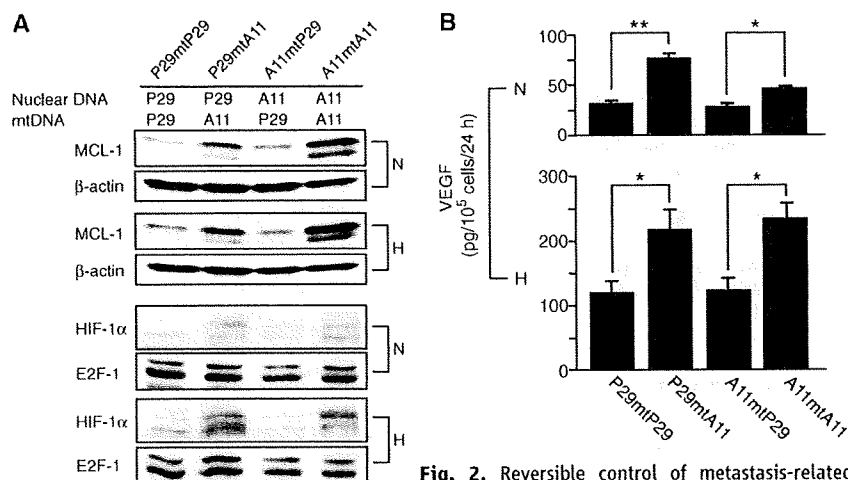 A
P29mtP29 P29mtA11 A11mtP29 A11mtA11
Nuclear DNA P29 P29 A11 A11
mtDNA P29 A11 P29 A11
MCL-1
β-actin
N
MCL-1
β-actin
H
HIF-1α
E2F-1
N
HIF-1α
E2F-1
H
B
VEGF
(pg/10⁵ cells/24 h)
N
100
50
0
** *
H
300
200
100
0
* *
P29mtP29 P29mtA11 A11mtP29 A11mtA11
Fig. 2. Reversible control of metastasis-related